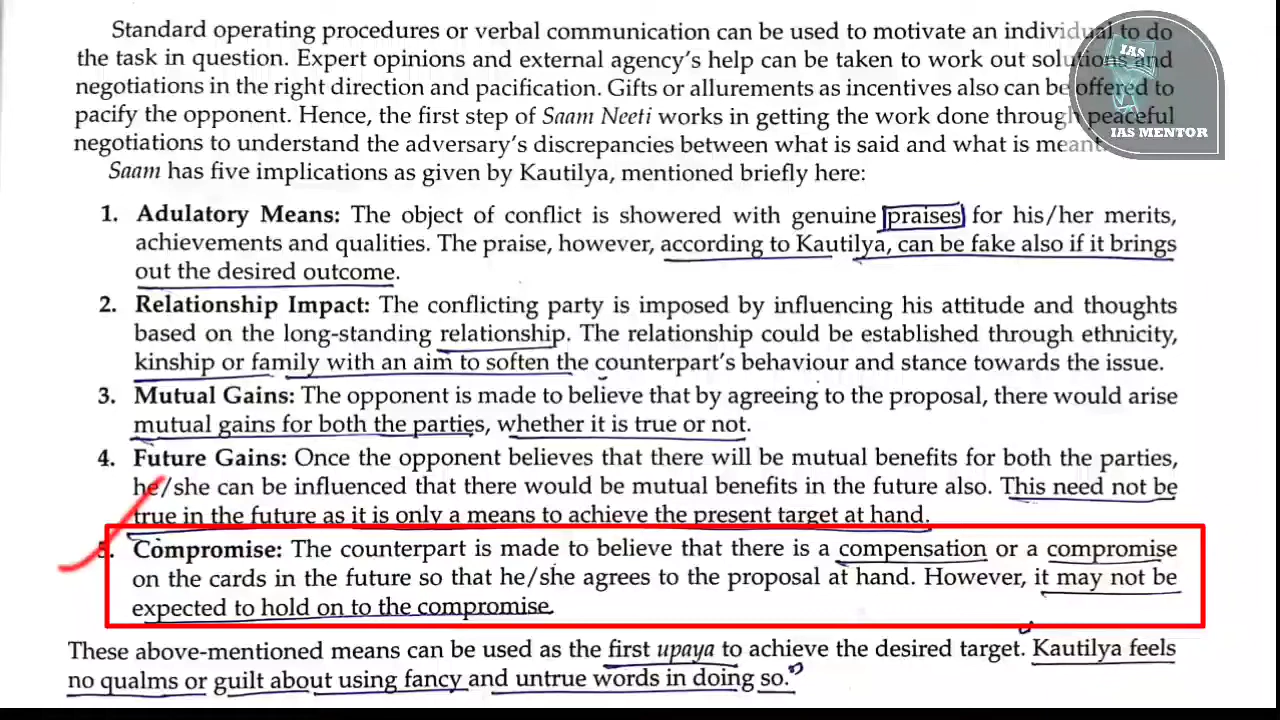 Standard operating procedures or verbal communication can be used to motivate an individual to do
the task in question. Expert opinions and external agency's help can be taken to work out solutions and
negotiations in the right direction and pacification. Gifts or allurements as incentives also can be offered to
pacify the opponent. Hence, the first step of Saam Neeti works in getting the work done through peaceful
negotiations to understand the adversary's discrepancies between what is said and what is meant.
Saam has five implications as given by Kautilya, mentioned briefly here:
IAS
IAS MENTOR
1. Adulatory Means: The object of conflict is showered with genuine praises for his/her merits,
achievements and qualities. The praise, however, according to Kautilya, can be fake also if it brings
out the desired outcome.
2. Relationship Impact: The conflicting party is imposed by influencing his attitude and thoughts
based on the long-standing relationship. The relationship could be established through ethnicity,
kinship or family with an aim to soften the counterpart's behaviour and stance towards the issue.
3. Mutual Gains: The opponent is made to believe that by agreeing to the proposal, there would arise
mutual gains for both the parties, whether it is true or not.
4. Future Gains: Once the opponent believes that there will be mutual benefits for both the parties,
he/she can be influenced that there would be mutual benefits in the future also. This need not be
true in the future as it is only a means to achieve the present target at hand.
5. Compromise: The counterpart is made to believe that there is a compensation or a compromise
on the cards in the future so that he/she agrees to the proposal at hand. However, it may not be
expected to hold on to the compromise.
These above-mentioned means can be used as the first upaya to achieve the desired target. Kautilya feels
no qualms or guilt about using fancy and untrue words in doing so.